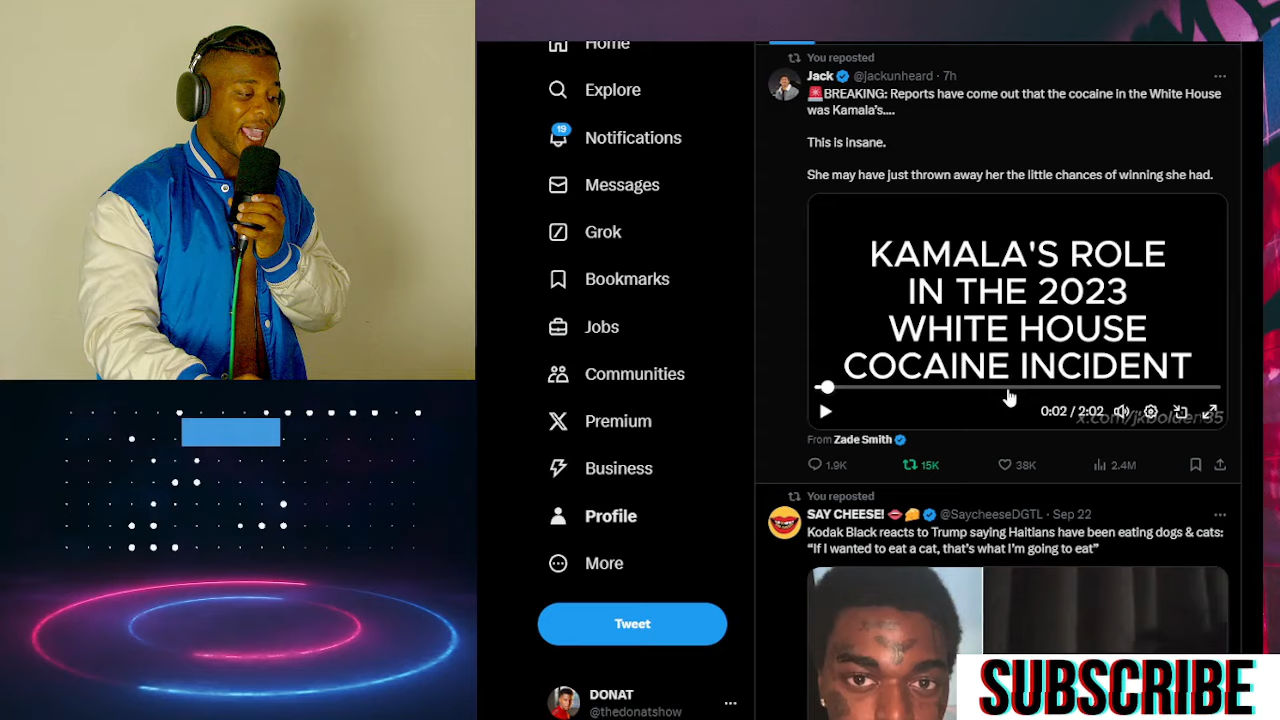 Home
Explore
19
Notifications
Messages
Grok
Bookmarks
Jobs
Communities
Premium
Business
Profile
More
Tweet
DONAT
@thedonatshow
You reposted
Jack @jackunheard · 7h
BREAKING: Reports have come out that the cocaine in the White House
was Kamala's....
This is insane.
She may have just thrown away her the little chances of winning she had.
KAMALA'S ROLE
IN THE 2023
WHITE HOUSE
COCAINE INCIDENT
0:02 / 2:02
x.com/jkbolden35
From Zade Smith
1.9K 15K 38K 2.4M
You reposted
SAY CHEESE! @SaycheeseDGTL · Sep 22
Kodak Black reacts to Trump saying Haitians have been eating dogs & cats:
“If I wanted to eat a cat, that’s what I’m going to eat”
SUBSCRIBE